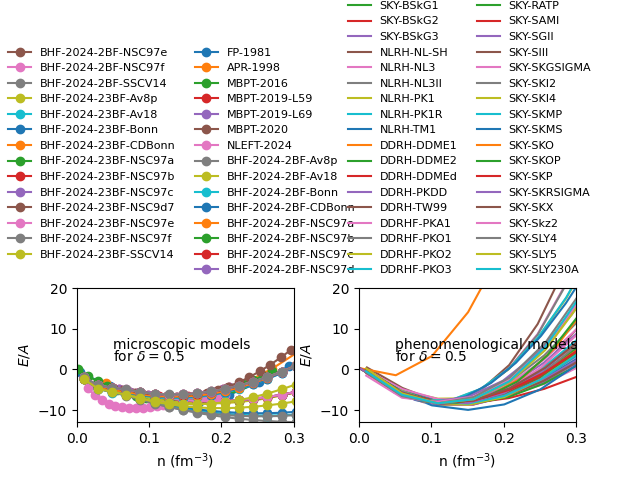 BHF-2024-2BF-NSC97e
BHF-2024-2BF-NSC97f
BHF-2024-2BF-SSCV14
BHF-2024-23BF-Av8p
BHF-2024-23BF-Av18
BHF-2024-23BF-Bonn
BHF-2024-23BF-CDBonn
BHF-2024-23BF-NSC97a
BHF-2024-23BF-NSC97b
BHF-2024-23BF-NSC97c
BHF-2024-23BF-NSC9d7
BHF-2024-23BF-NSC97e
BHF-2024-23BF-NSC97f
BHF-2024-23BF-SSCV14
FP-1981
APR-1998
MBPT-2016
MBPT-2019-L59
MBPT-2019-L69
MBPT-2020
NLEFT-2024
BHF-2024-2BF-Av8p
BHF-2024-2BF-Av18
BHF-2024-2BF-Bonn
BHF-2024-2BF-CDBonn
BHF-2024-2BF-NSC97a
BHF-2024-2BF-NSC97b
BHF-2024-2BF-NSC97c
BHF-2024-2BF-NSC97d
SKY-BSkG1
SKY-BSkG2
SKY-BSkG3
NLRH-NL-SH
NLRH-NL3
NLRH-NL3II
NLRH-PK1
NLRH-PK1R
NLRH-TM1
DDRH-DDME1
DDRH-DDME2
DDRH-DDMEd
DDRH-PKDD
DDRH-TW99
DDRHF-PKA1
DDRHF-PKO1
DDRHF-PKO2
DDRHF-PKO3
SKY-RATP
SKY-SAMI
SKY-SGII
SKY-SIII
SKY-SKGSIGMA
SKY-SKI2
SKY-SKI4
SKY-SKMP
SKY-SKMS
SKY-SKO
SKY-SKOP
SKY-SKP
SKY-SKRSIGMA
SKY-SKX
SKY-Skz2
SKY-SLY4
SKY-SLY5
SKY-SLY230A
20
10
0
−10
E/A
microscopic models
for δ = 0.5
0.0 0.1 0.2 0.3
n (fm⁻³)
20
10
0
−10
E/A
phenomenological models
for δ = 0.5
0.0 0.1 0.2 0.3
n (fm⁻³)